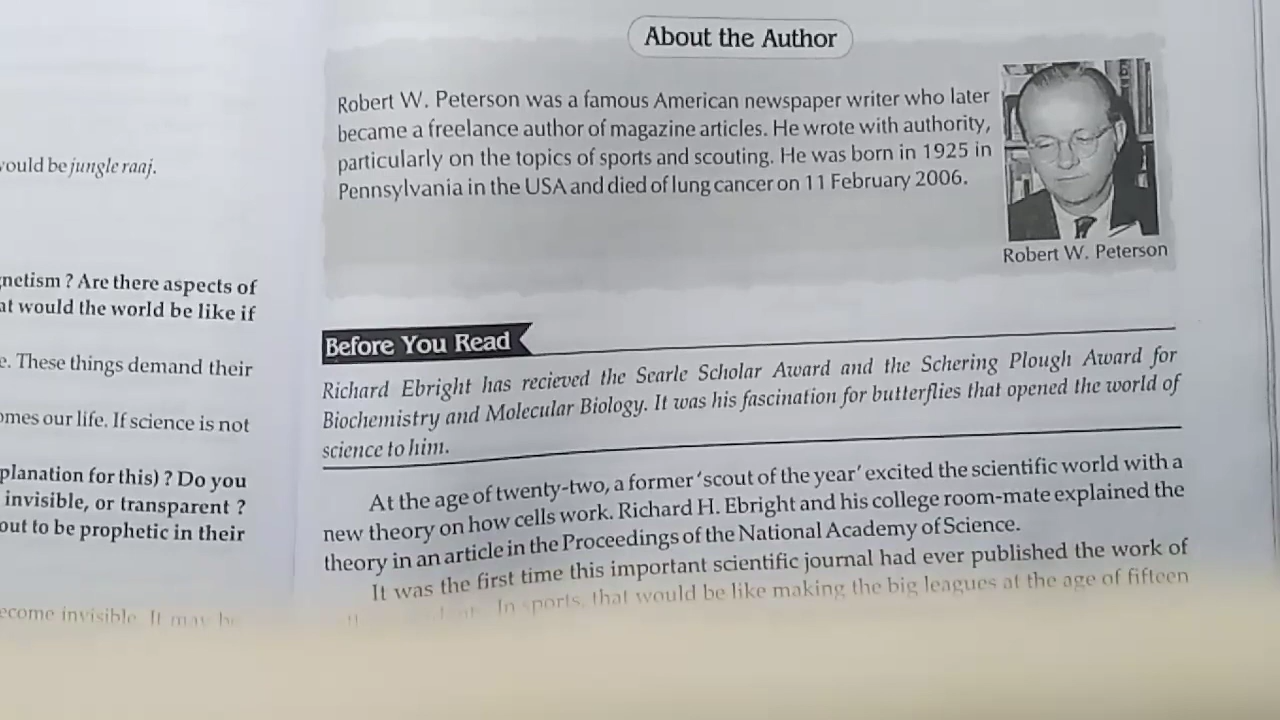 ould be jungle raaj.
netism ? Are there aspects of
at would the world be like if
e. These things demand their
omes our life. If science is not
planation for this) ? Do you
invisible, or transparent ?
out to be prophetic in their
ecome invisible. It may be
About the Author
Robert W. Peterson was a famous American newspaper writer who later
became a freelance author of magazine articles. He wrote with authority,
particularly on the topics of sports and scouting. He was born in 1925 in
Pennsylvania in the USA and died of lung cancer on 11 February 2006.
Robert W. Peterson
Before You Read
Richard Ebright has recieved the Searle Scholar Award and the Schering Plough Award for
Biochemistry and Molecular Biology. It was his fascination for butterflies that opened the world of
science to him.
At the age of twenty-two, a former ‘scout of the year’ excited the scientific world with a
new theory on how cells work. Richard H. Ebright and his college room-mate explained the
theory in an article in the Proceedings of the National Academy of Science.
It was the first time this important scientific journal had ever published the work of
In sports, that would be like making the big leagues at the age of fifteen